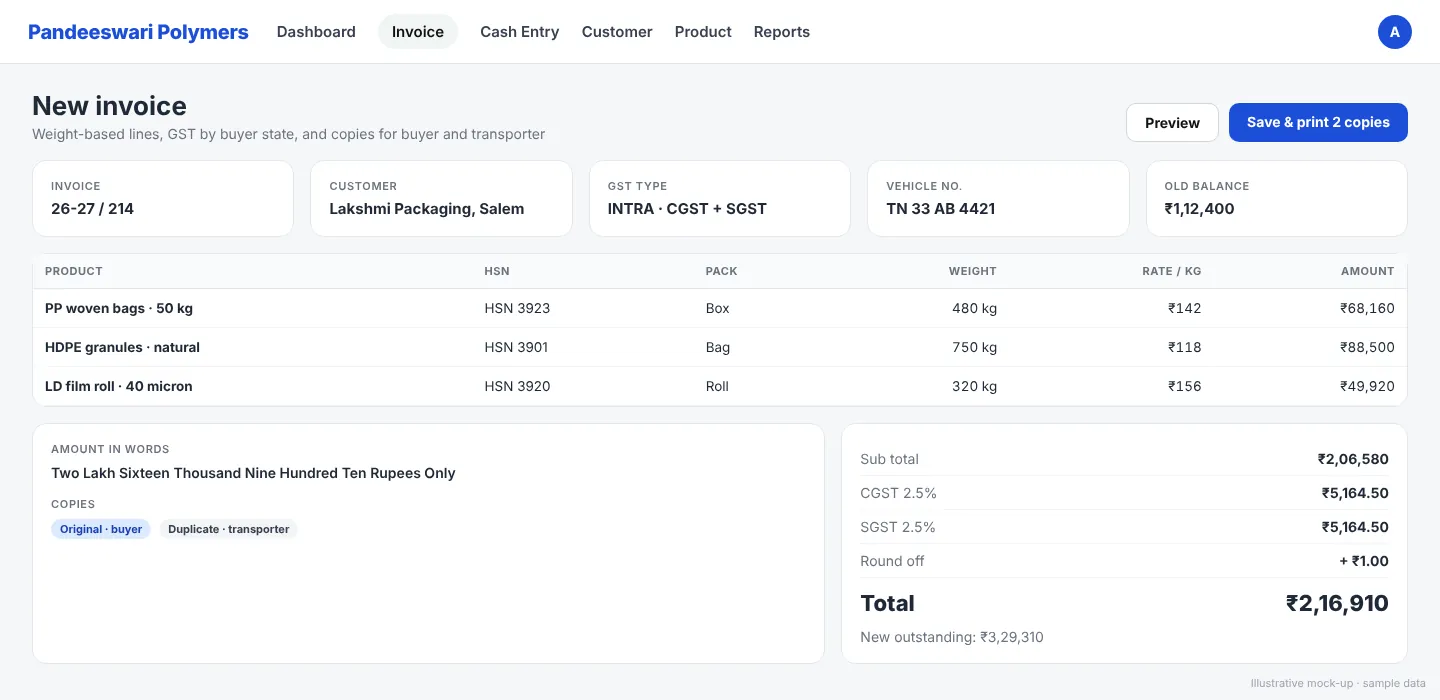 Pandeeswari Polymers Dashboard Invoice Cash Entry Customer Product Reports A
New invoice
Weight-based lines, GST by buyer state, and copies for buyer and transporter
Preview Save & print 2 copies
INVOICE
26-27 / 214
CUSTOMER
Lakshmi Packaging, Salem
GST TYPE
INTRA · CGST + SGST
VEHICLE NO.
TN 33 AB 4421
OLD BALANCE
₹1,12,400
PRODUCT HSN PACK WEIGHT RATE / KG AMOUNT
PP woven bags · 50 kg HSN 3923 Box 480 kg ₹142 ₹68,160
HDPE granules · natural HSN 3901 Bag 750 kg ₹118 ₹88,500
LD film roll · 40 micron HSN 3920 Roll 320 kg ₹156 ₹49,920
AMOUNT IN WORDS
Two Lakh Sixteen Thousand Nine Hundred Ten Rupees Only
COPIES
Original · buyer Duplicate · transporter
Sub total ₹2,06,580
CGST 2.5% ₹5,164.50
SGST 2.5% ₹5,164.50
Round off + ₹1.00
Total ₹2,16,910
New outstanding: ₹3,29,310
Illustrative mock-up · sample data